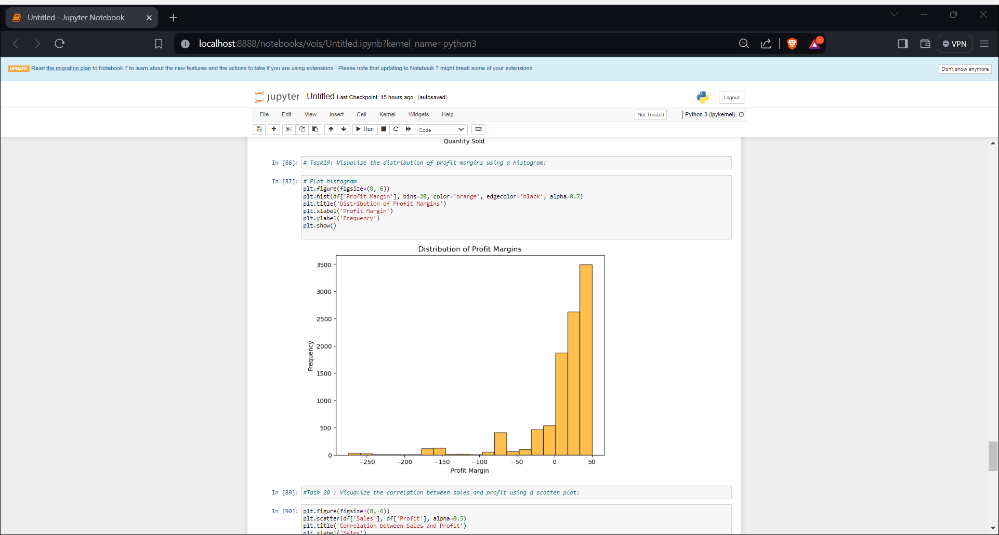 Untitled - Jupyter Notebook
localhost:8888/notebooks/vois/Untitled.ipynb?kernel_name=python3
1
VPN
UPDATE Read the migration plan to Notebook 7 to learn about the new features and the actions to take if you are using extensions - Please note that updating to Notebook 7 might break some of your extensions.
Don't show anymore
jupyter Untitled Last Checkpoint: 15 hours ago (autosaved)
Logout
File Edit View Insert Cell Kernel Widgets Help
Not Trusted
Python 3 (ipykernel)
Run
Code
Quantity Sold
In [86]: # Task19: Visualize the distribution of profit margins using a histogram:
In [87]: # Plot histogram
plt.figure(figsize=(8, 6))
plt.hist(df['Profit Margin'], bins=20, color='orange', edgecolor='black', alpha=0.7)
plt.title('Distribution of Profit Margins')
plt.xlabel('Profit Margin')
plt.ylabel('Frequency')
plt.show()
Distribution of Profit Margins
3500
3000
2500
2000
1500
1000
500
0
Frequency
−250 −200 −150 −100 −50 0 50
Profit Margin
In [89]: #Task 20 : Visualize the correlation between sales and profit using a scatter plot:
In [90]: plt.figure(figsize=(8, 6))
plt.scatter(df['Sales'], df['Profit'], alpha=0.5)
plt.title('Correlation between Sales and Profit')
plt.xlabel('Sales')